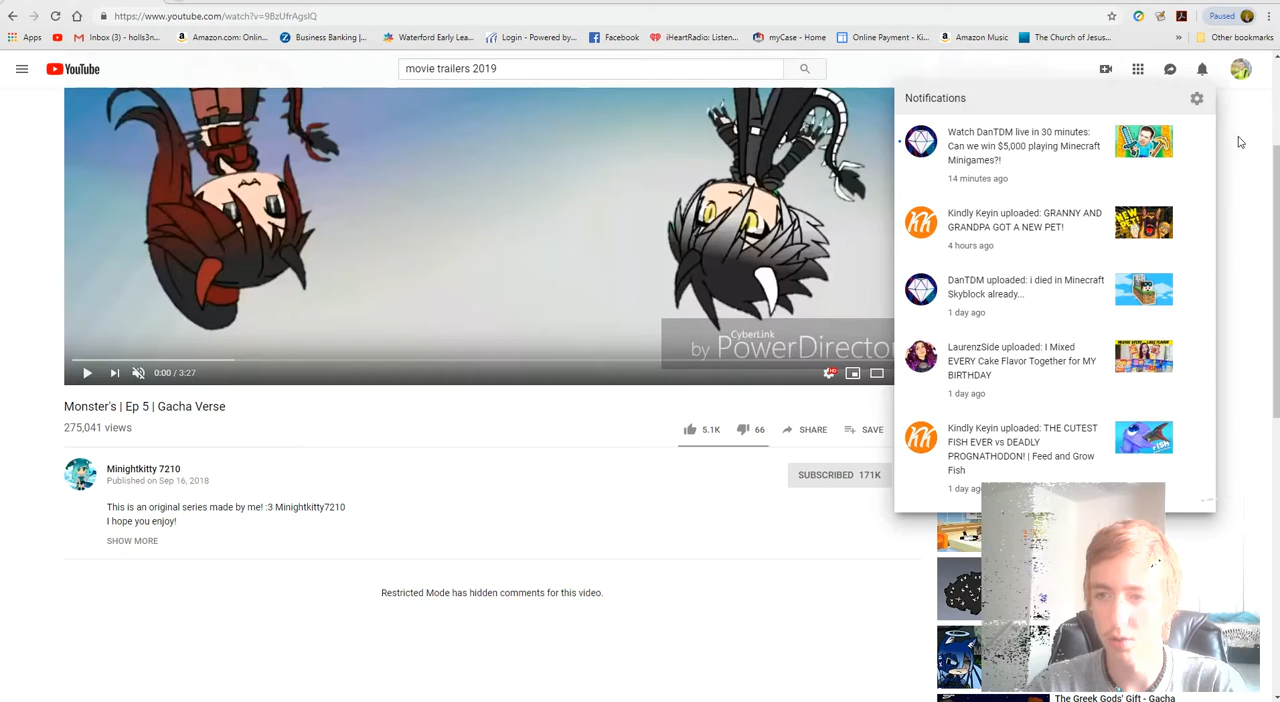 https://www.youtube.com/watch?v=9BzUfrAgsIQ
Paused
Apps
Inbox (3) - holls3n...
Amazon.com: Onlin...
Business Banking |...
Waterford Early Lea...
Login - Powered by...
Facebook
iHeartRadio: Listen...
myCase - Home
Online Payment - Ki...
Amazon Music
The Church of Jesus...
»
Other bookmarks
YouTube
movie trailers 2019
Notifications
Watch DanTDM live in 30 minutes:
Can we win $5,000 playing Minecraft
Minigames?!
14 minutes ago
Kindly Keyin uploaded: GRANNY AND
GRANDPA GOT A NEW PET!
4 hours ago
NEW
PET!
DanTDM uploaded: i died in Minecraft
Skyblock already...
1 day ago
LaurenzSide uploaded: I Mixed
EVERY Cake Flavor Together for MY
BIRTHDAY
1 day ago
Kindly Keyin uploaded: THE CUTEST
FISH EVER vs DEADLY
PROGNATHODON! | Feed and Grow
Fish
1 day ago
CyberLink
by PowerDirector
0:00 / 3:27
HD
Monster's | Ep 5 | Gacha Verse
275,041 views
5.1K
66
SHARE
SAVE
Minightkitty 7210
Published on Sep 16, 2018
SUBSCRIBED 171K
This is an original series made by me! :3 Minightkitty7210
I hope you enjoy!
SHOW MORE
Restricted Mode has hidden comments for this video.
The Greek Gods' Gift - Gacha